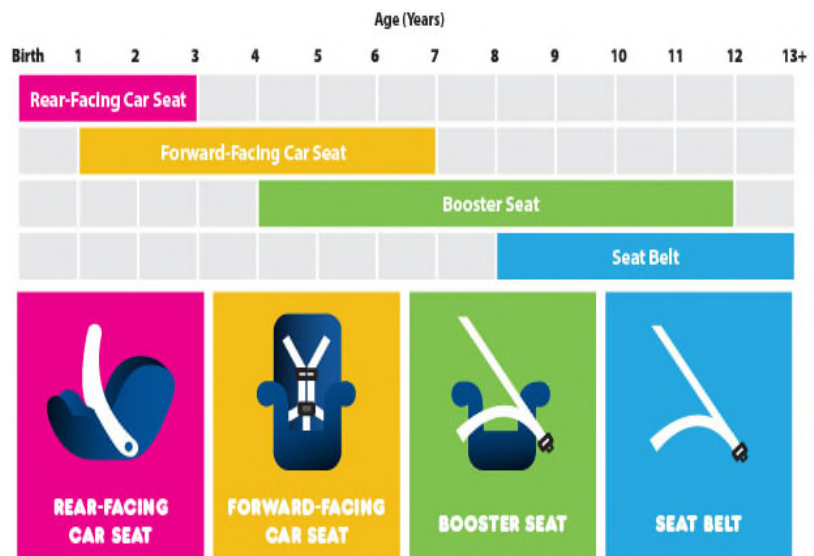 Age (Years)
Birth 1 2 3 4 5 6 7 8 9 10 11 12 13+
Rear-Facing Car Seat
Forward-Facing Car Seat
Booster Seat
Seat Belt
REAR-FACING
CAR SEAT
FORWARD-FACING
CAR SEAT
BOOSTER SEAT
SEAT BELT